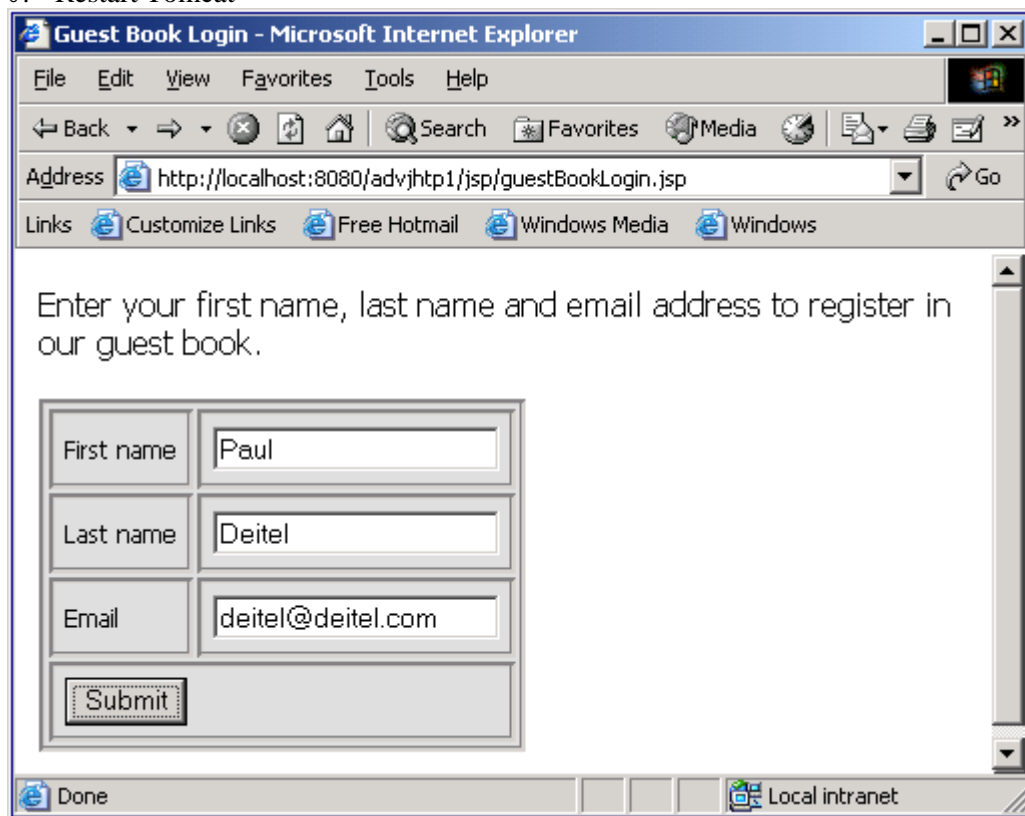 Restart Tomcat
Guest Book Login - Microsoft Internet Explorer
File Edit View Favorites Tools Help
Back Search Favorites Media »
Address http://localhost:8080/advjhtp1/jsp/guestBookLogin.jsp Go
Links Customize Links Free Hotmail Windows Media Windows
Enter your first name, last name and email address to register in
our guest book.
First name Paul
Last name Deitel
Email deitel@deitel.com
Submit
Done Local intranet